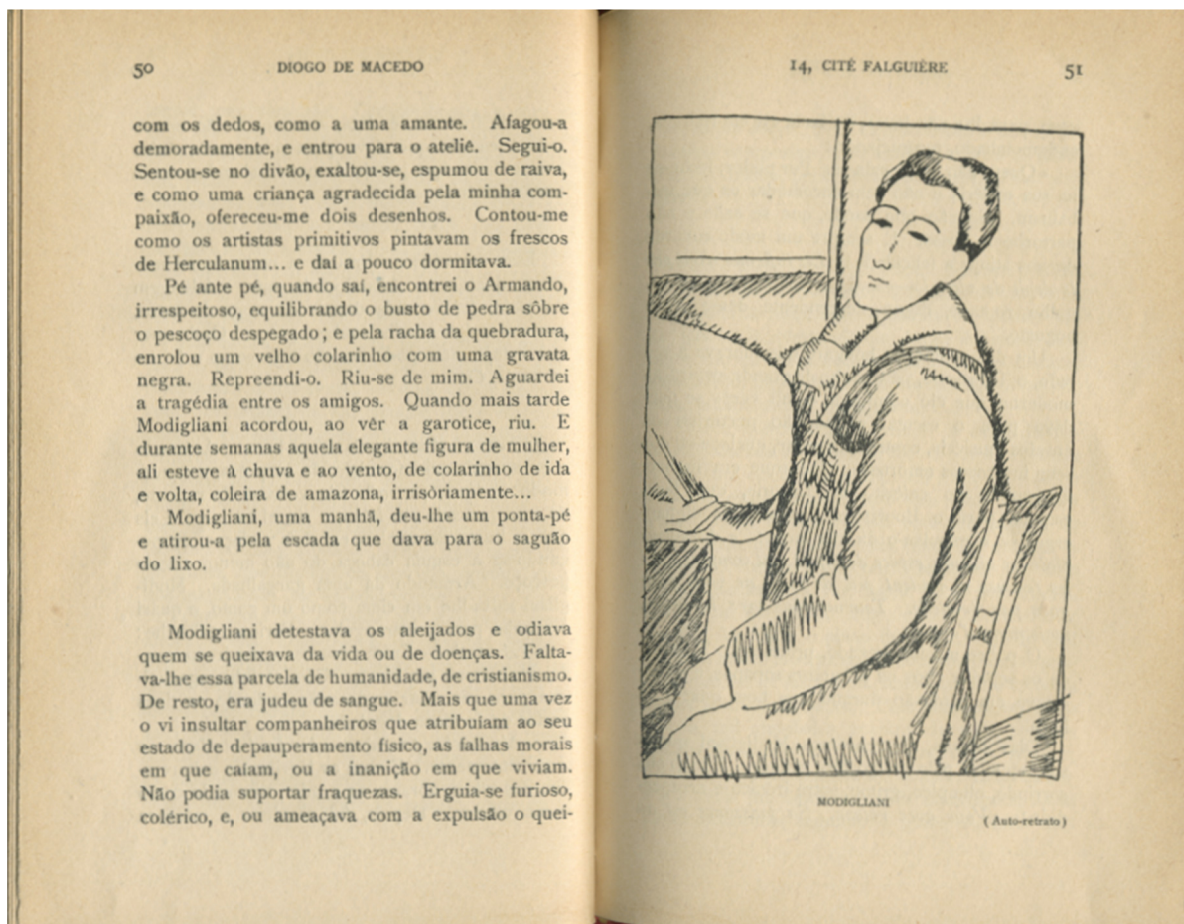 50
DIOGO DE MACEDO
com os dedos, como a uma amante. Afagou-a
demoradamente, e entrou para o ateliê. Segui-o.
Sentou-se no divão, exaltou-se, espumou de raiva,
e como uma criança agradecida pela minha com-
paixão, ofereceu-me dois desenhos. Contou-me
como os artistas primitivos pintavam os frescos
de Herculanum... e daí a pouco dormitava.
Pé ante pé, quando saí, encontrei o Armando,
irrespeitoso, equilibrando o busto de pedra sôbre
o pescoço despegado; e pela racha da quebradura,
enrolou um velho colarinho com uma gravata
negra. Repreendi-o. Riu-se de mim. Aguardei
a tragédia entre os amigos. Quando mais tarde
Modigliani acordou, ao vêr a garotice, riu. E
durante semanas aquela elegante figura de mulher,
ali esteve à chuva e ao vento, de colarinho de ida
e volta, coleira de amazona, irrisòriamente...
Modigliani, uma manhã, deu-lhe um ponta-pé
e atirou-a pela escada que dava para o saguão
do lixo.
Modigliani detestava os aleijados e odiava
quem se queixava da vida ou de doenças. Falta-
va-lhe essa parcela de humanidade, de cristianismo.
De resto, era judeu de sangue. Mais que uma vez
o vi insultar companheiros que atribuíam ao seu
estado de depauperamento físico, as falhas morais
em que caíam, ou a inanição em que viviam.
Não podia suportar fraquezas. Erguia-se furioso,
colérico, e, ou ameaçava com a expulsão o quei-
14, CITÉ FALGUIÈRE
51
MODIGLIANI
(Auto-retrato)